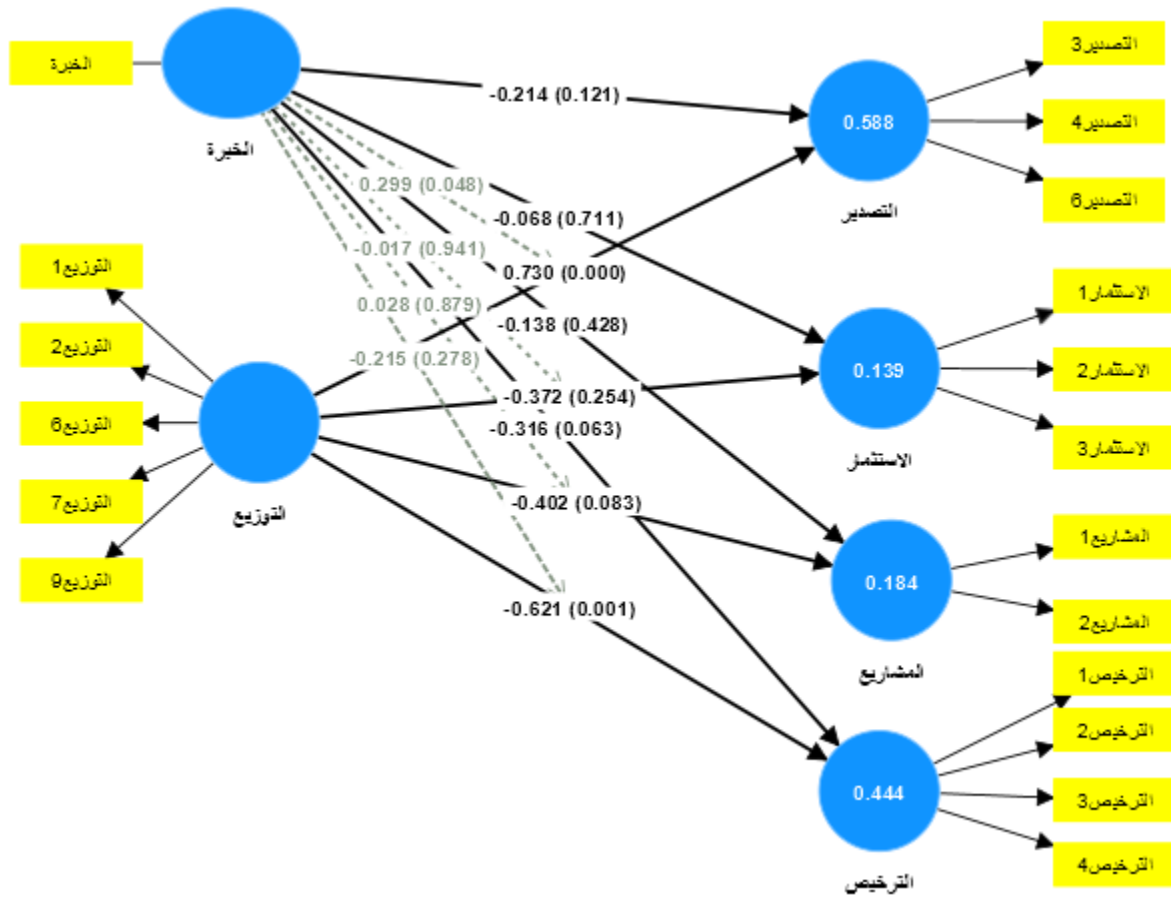 الخبرة
الخبرة
التوزيع1
التوزيع2
التوزيع6
التوزيع7
التوزيع9
التوزيع
-0.214 (0.121)
0.299 (0.048)
-0.068 (0.711)
-0.017 (0.941)
0.730 (0.000)
0.028 (0.879)
-0.138 (0.428)
-0.215 (0.278)
-0.372 (0.254)
-0.316 (0.063)
-0.402 (0.083)
-0.621 (0.001)
0.588
التصدير
التصدير3
التصدير4
التصدير6
0.139
الاستثمار
الاستثمار1
الاستثمار2
الاستثمار3
0.184
المشاريع
المشاريع1
المشاريع2
0.444
الترخيص
الترخيص1
الترخيص2
الترخيص3
الترخيص4